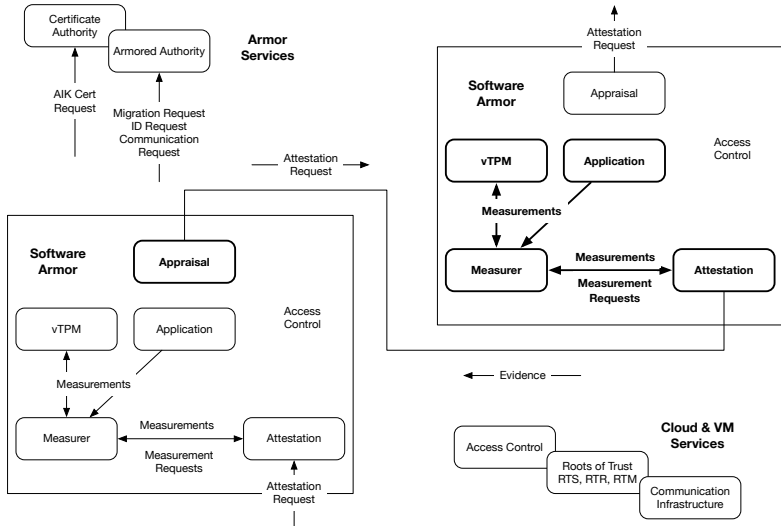 Certificate
Authority
Armored Authority
Armor
Services
AIK Cert
Request
Migration Request
ID Request
Communication
Request
Attestation
Request
Software
Armor
Appraisal
vTPM
Application
Access
Control
Measurements
Measurer
Measurements
Measurement
Requests
Attestation
Attestation
Request
Attestation
Request
Software
Armor
Appraisal
vTPM
Application
Access
Control
Measurements
Measurer
Measurements
Measurement
Requests
Attestation
Evidence
Cloud & VM
Services
Access Control
Roots of Trust
RTS, RTR, RTM
Communication
Infrastructure